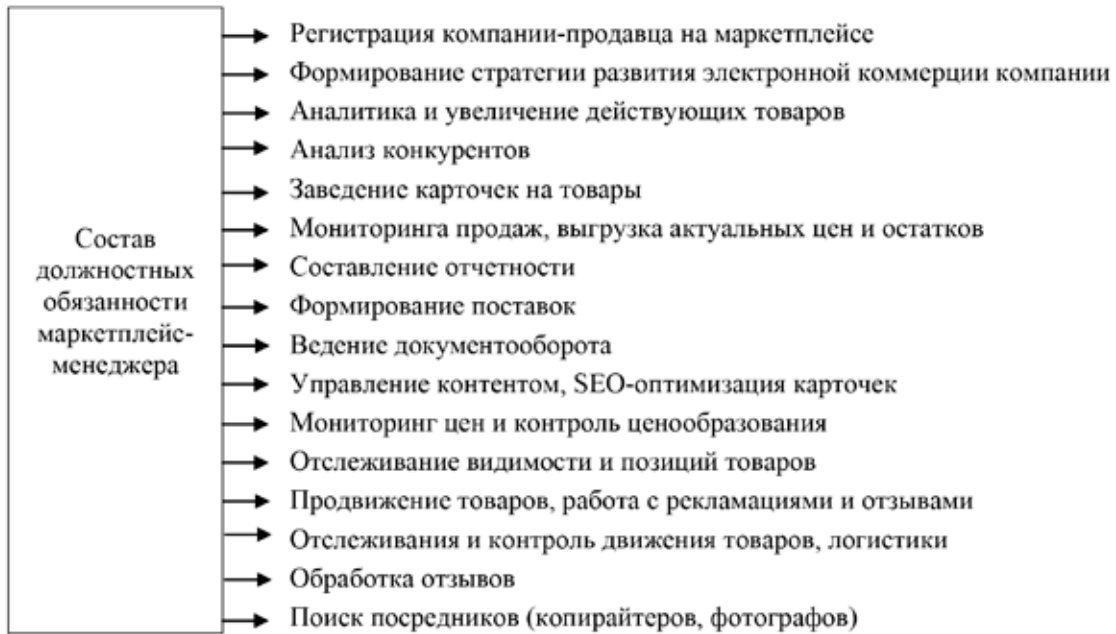 Состав
должностных
обязанности
маркетплейс-
менеджера
Регистрация компании-продавца на маркетплейсе
Формирование стратегии развития электронной коммерции компании
Аналитика и увеличение действующих товаров
Анализ конкурентов
Заведение карточек на товары
Мониторинга продаж, выгрузка актуальных цен и остатков
Составление отчетности
Формирование поставок
Ведение документооборота
Управление контентом, SEO-оптимизация карточек
Мониторинг цен и контроль ценообразования
Отслеживание видимости и позиций товаров
Продвижение товаров, работа с рекламациями и отзывами
Отслеживания и контроль движения товаров, логистики
Обработка отзывов
Поиск посредников (копирайтеров, фотографов)